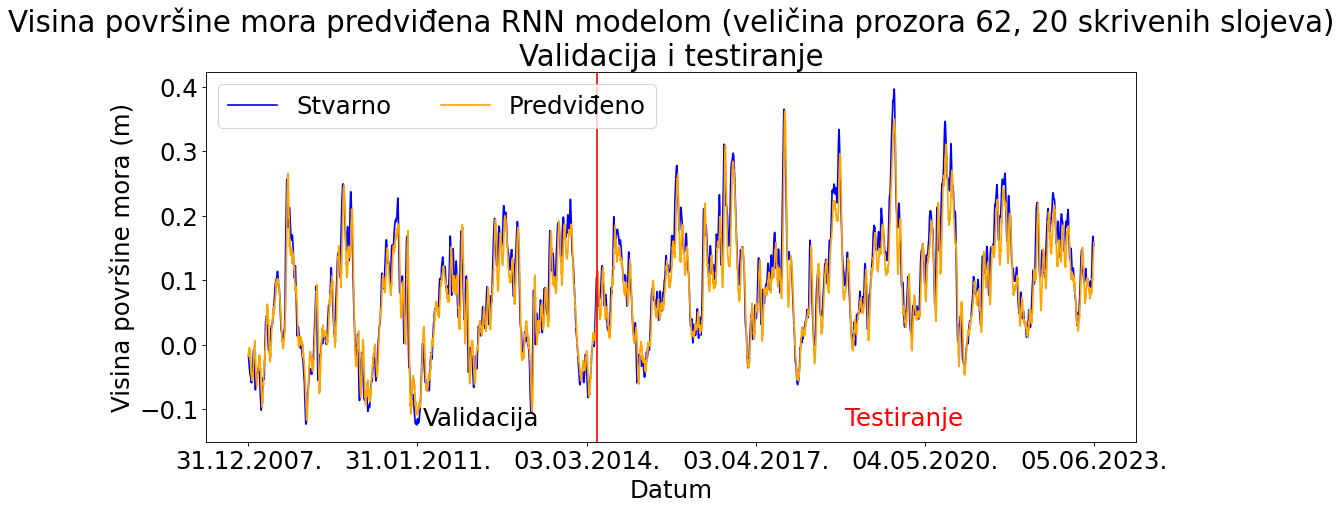 Visina površine mora predviđena RNN modelom (veličina prozora 62, 20 skrivenih slojeva)
Validacija i testiranje
Stvarno
Predviđeno
Visina površine mora (m)
0.4
0.3
0.2
0.1
0.0
−0.1
Validacija
Testiranje
31.12.2007.
31.01.2011.
03.03.2014.
03.04.2017.
04.05.2020.
05.06.2023.
Datum